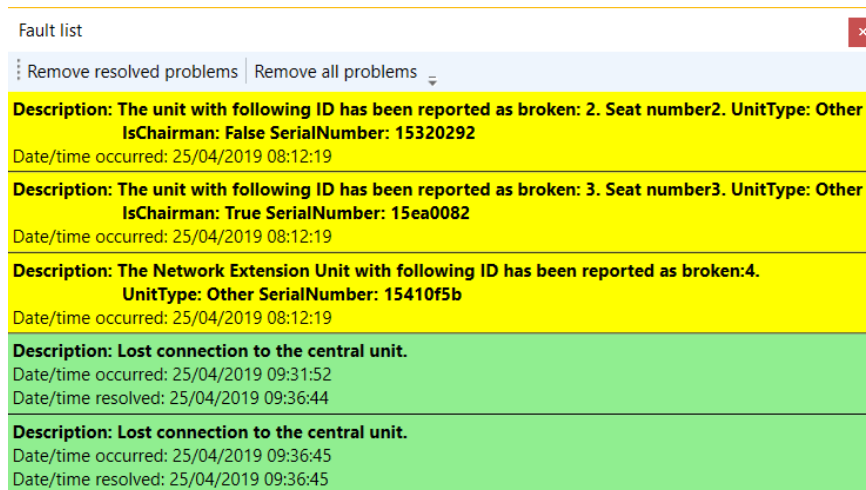 Fault list
Remove resolved problems Remove all problems
Description: The unit with following ID has been reported as broken: 2. Seat number2. UnitType: Other
IsChairman: False SerialNumber: 15320292
Date/time occurred: 25/04/2019 08:12:19
Description: The unit with following ID has been reported as broken: 3. Seat number3. UnitType: Other
IsChairman: True SerialNumber: 15ea0082
Date/time occurred: 25/04/2019 08:12:19
Description: The Network Extension Unit with following ID has been reported as broken:4.
UnitType: Other SerialNumber: 15410f5b
Date/time occurred: 25/04/2019 08:12:19
Description: Lost connection to the central unit.
Date/time occurred: 25/04/2019 09:31:52
Date/time resolved: 25/04/2019 09:36:44
Description: Lost connection to the central unit.
Date/time occurred: 25/04/2019 09:36:45
Date/time resolved: 25/04/2019 09:36:45